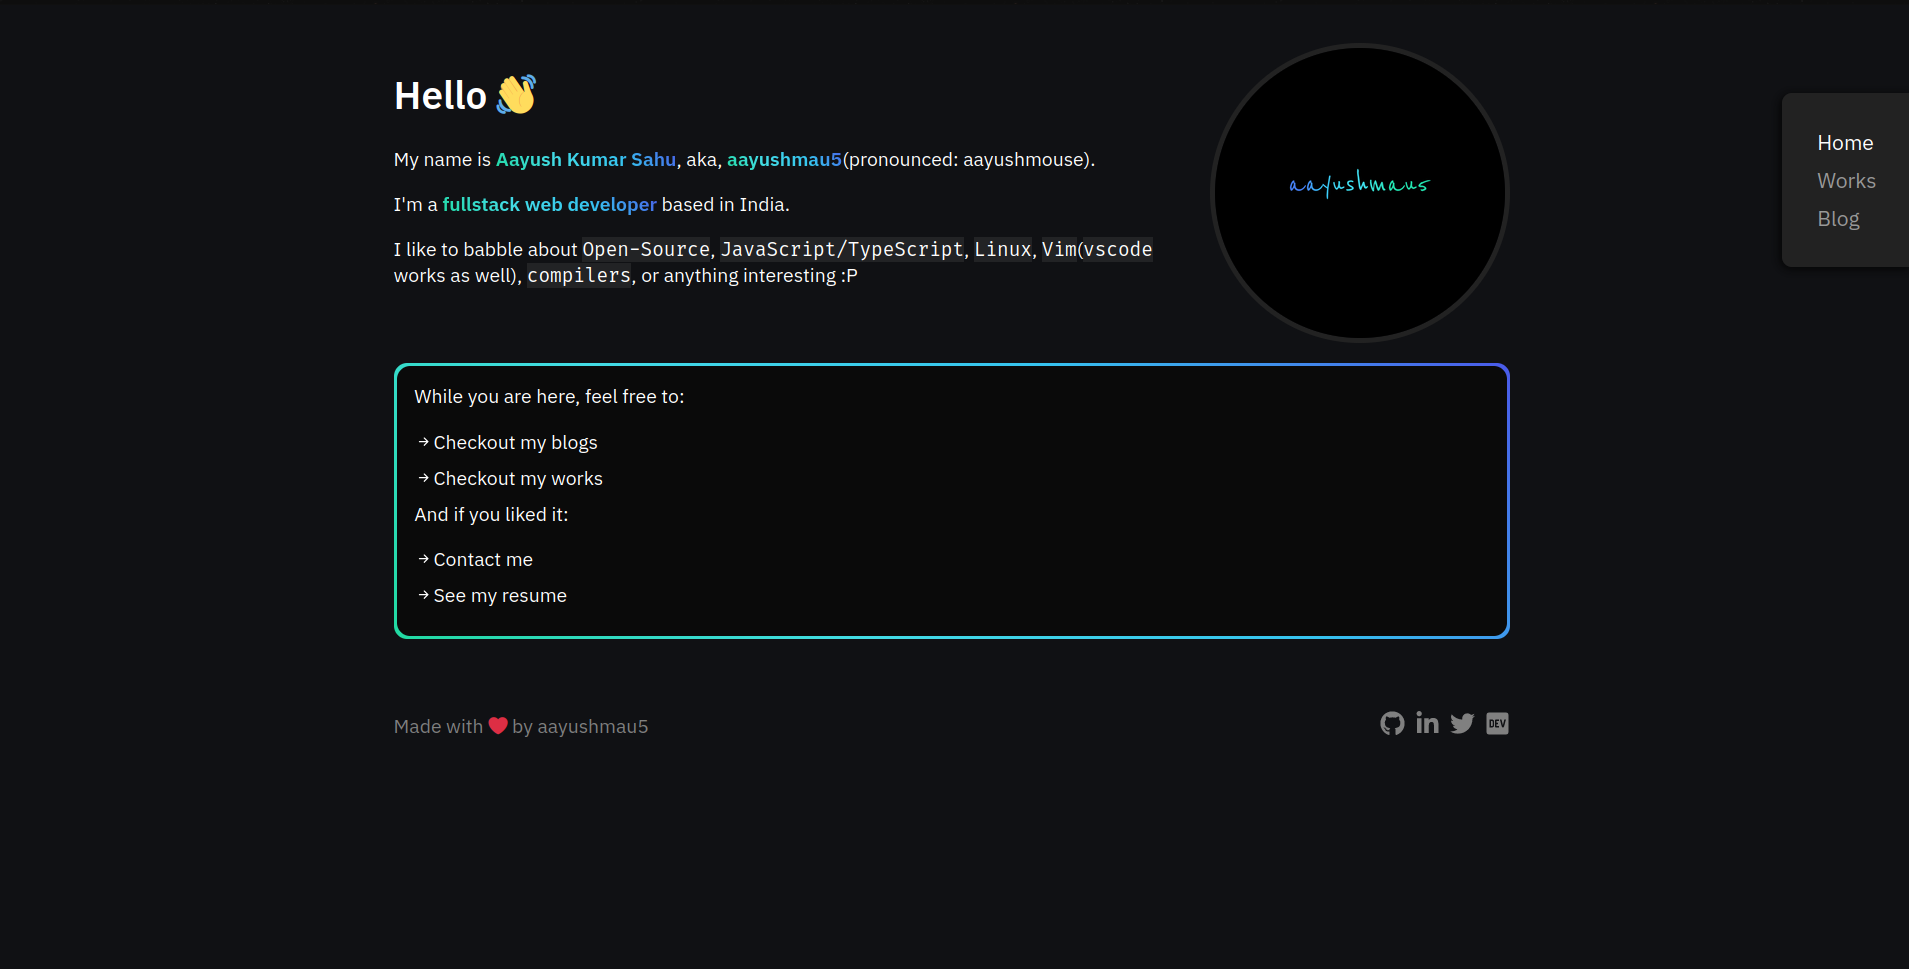 Hello 👋
My name is Aayush Kumar Sahu, aka, aayushmau5(pronounced: aayushmouse).
I'm a fullstack web developer based in India.
I like to babble about Open-Source, JavaScript/TypeScript, Linux, Vim(vscode
works as well), compilers, or anything interesting :P
aayushmau5
Home
Works
Blog
While you are here, feel free to:
→ Checkout my blogs
→ Checkout my works
And if you liked it:
→ Contact me
→ See my resume
Made with ❤️ by aayushmau5
in
DEV